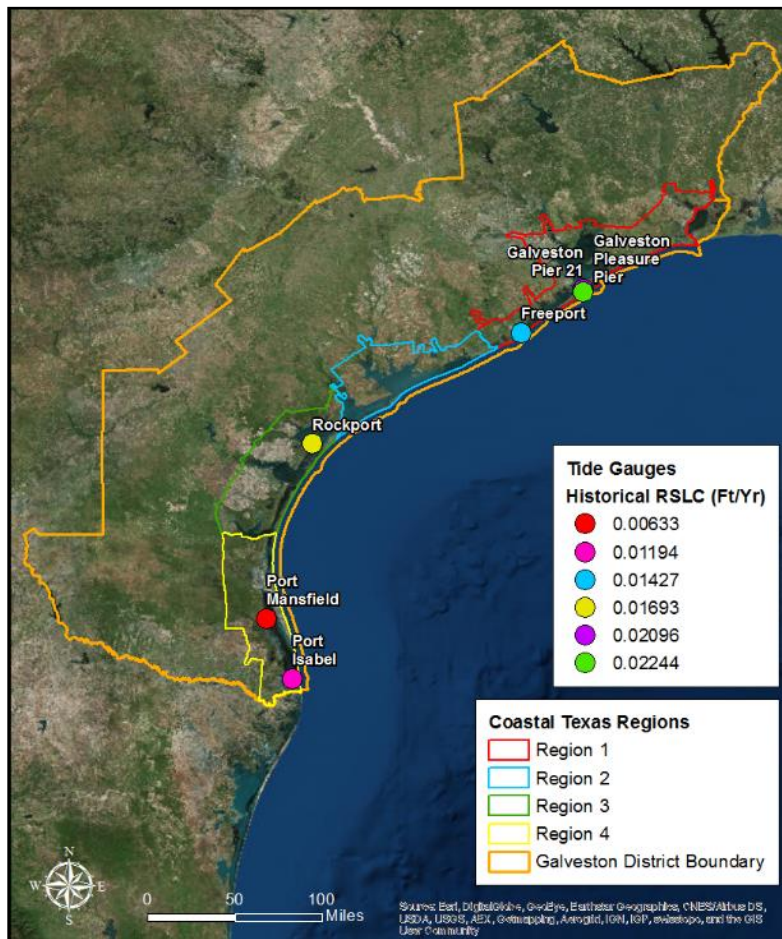 Galveston
Pier 21
Galveston
Pleasure
Pier
Freeport
Rockport
Port
Mansfield
Port
Isabel
Tide Gauges
Historical RSLC (Ft/Yr)
0.00633
0.01194
0.01427
0.01693
0.02096
0.02244
Coastal Texas Regions
Region 1
Region 2
Region 3
Region 4
Galveston District Boundary
N
W E
S
0 50 100
Miles
Source: Esri, DigitalGlobe, GeoEye, Earthstar Geographics, CNES/Airbus DS,
USDA, USGS, AEX, Getmapping, Aerogrid, IGN, IGP, swisstopo, and the GIS
User Community